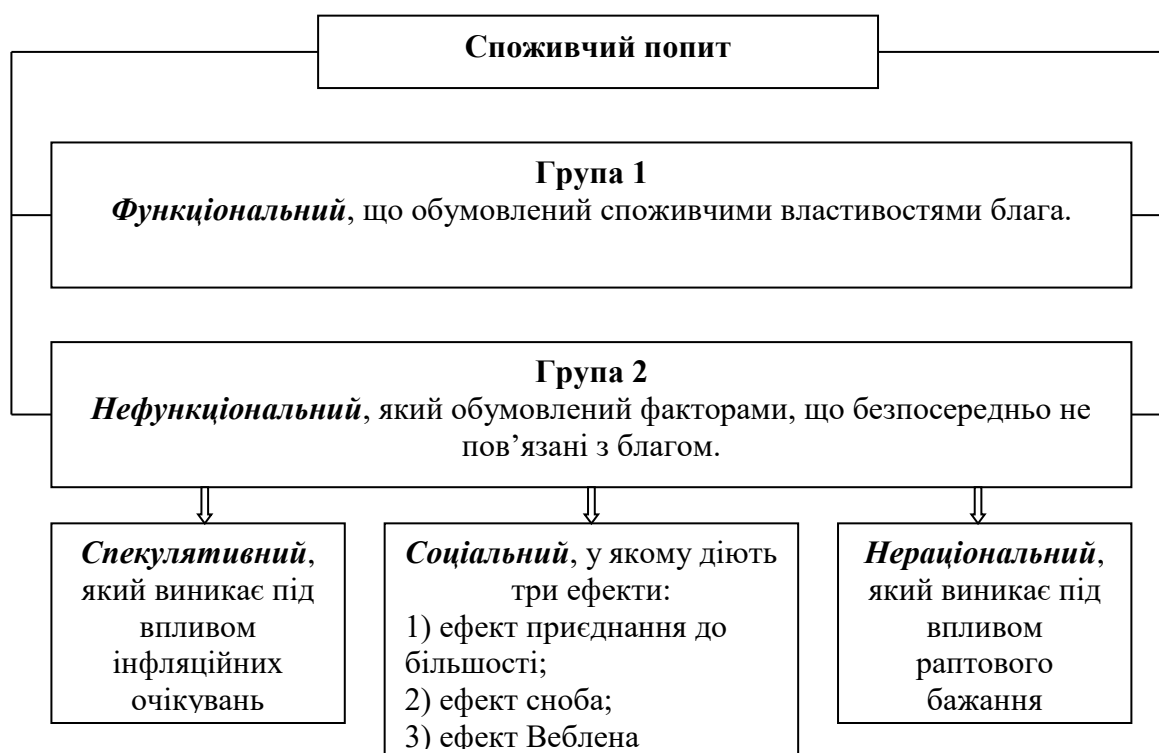 Споживчий попит
Група 1
Функціональний, що обумовлений споживчими властивостями блага.
Група 2
Нефункціональний, який обумовлений факторами, що безпосередньо не
пов’язані з благом.
Спекулятивний,
який виникає під
впливом
інфляційних
очікувань
Соціальний, у якому діють
три ефекти:
1) ефект приєднання до
більшості;
2) ефект сноба;
3) ефект Веблена
Нераціональний,
який виникає під
впливом
раптового
бажання